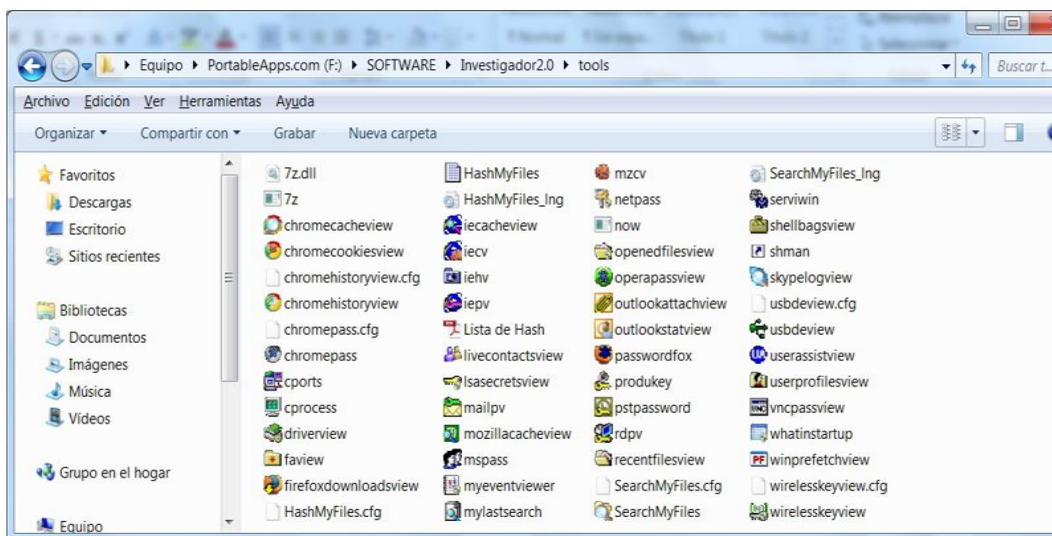 Equipo ▸ PortableApps.com (F:) ▸ SOFTWARE ▸ Investigador2.0 ▸ tools
Buscar t...
Archivo Edición Ver Herramientas Ayuda
Organizar Compartir con Grabar Nueva carpeta
Favoritos
Descargas
Escritorio
Sitios recientes
Bibliotecas
Documentos
Imágenes
Música
Vídeos
Grupo en el hogar
Equipo
7z.dll
7z
chromecacheview
chromecookiesview
chromehistoryview.cfg
chromehistoryview
chromepass.cfg
chromepass
cports
cprocess
driverview
faview
firefoxdownloadsview
HashMyFiles.cfg
HashMyFiles
HashMyFiles_lng
iecacheview
iecv
iehv
iepv
Lista de Hash
livecontactsview
lsasecretsview
mailpv
mozillacacheview
mspass
myeventviewer
mylastsearch
mzcv
netpass
now
openedfilesview
operapassview
outlookattachview
outlookstatview
passwordfox
produkey
pstpassword
rdpv
recentfilesview
SearchMyFiles.cfg
SearchMyFiles
SearchMyFiles_lng
serviwin
shellbagsview
shman
skypelogview
usbdeview.cfg
usbdeview
userassistview
userprofilesview
vncpassview
whatinstartup
winprefetchview
wirelesskeyview.cfg
wirelesskeyview